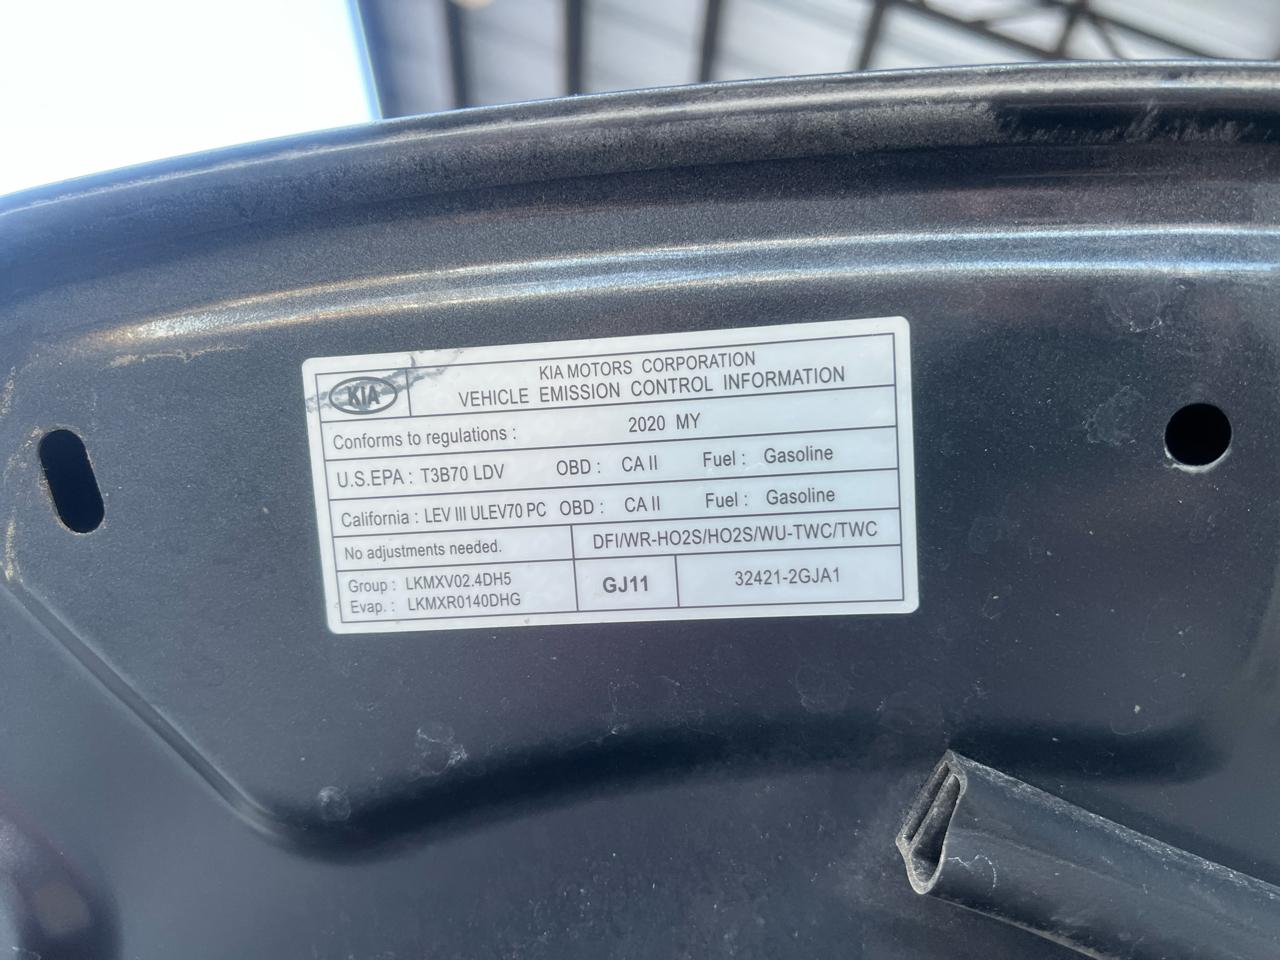 KIA
KIA MOTORS CORPORATION
VEHICLE EMISSION CONTROL INFORMATION
Conforms to regulations : 2020 MY
U.S.EPA : T3B70 LDV OBD : CA II Fuel : Gasoline
California : LEV III ULEV70 PC OBD : CA II Fuel : Gasoline
No adjustments needed. DFI/WR-HO2S/HO2S/WU-TWC/TWC
Group : LKMXV02.4DH5
Evap. : LKMXR0140DHG
GJ11
32421-2GJA1